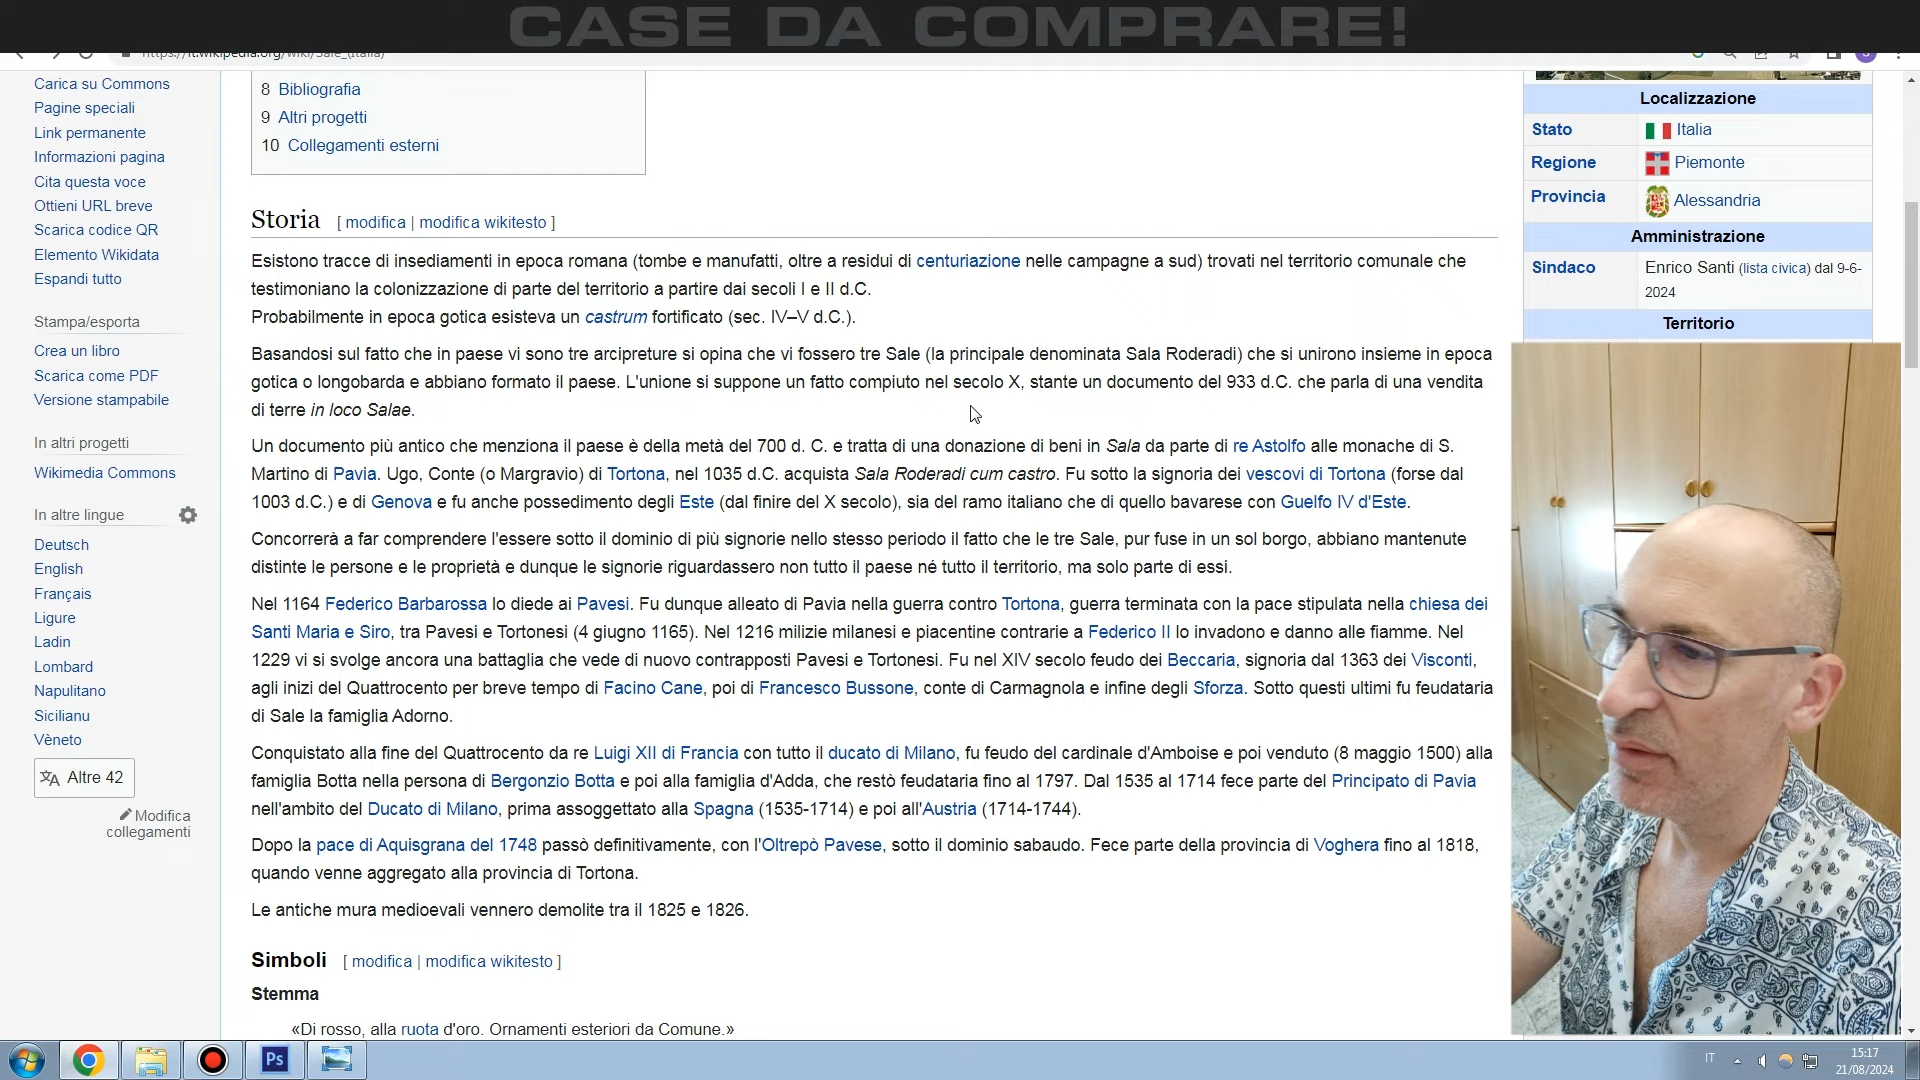 CASE DA COMPRARE!
https://it.wikipedia.org/wiki/Sale_(Italia)
Carica su Commons
Pagine speciali
Link permanente
Informazioni pagina
Cita questa voce
Ottieni URL breve
Scarica codice QR
Elemento Wikidata
Espandi tutto
Stampa/esporta
Crea un libro
Scarica come PDF
Versione stampabile
In altri progetti
Wikimedia Commons
In altre lingue
Deutsch
English
Français
Ligure
Ladin
Lombard
Napulitano
Sicilianu
Vèneto
Altre 42
Modifica
collegamenti
8 Bibliografia
9 Altri progetti
10 Collegamenti esterni
Storia [ modifica | modifica wikitesto ]
Esistono tracce di insediamenti in epoca romana (tombe e manufatti, oltre a residui di centuriazione nelle campagne a sud) trovati nel territorio comunale che
testimoniano la colonizzazione di parte del territorio a partire dai secoli I e II d.C.
Probabilmente in epoca gotica esisteva un castrum fortificato (sec. IV–V d.C.).
Basandosi sul fatto che in paese vi sono tre arcipreture si opina che vi fossero tre Sale (la principale denominata Sala Roderadi) che si unirono insieme in epoca
gotica o longobarda e abbiano formato il paese. L'unione si suppone un fatto compiuto nel secolo X, stante un documento del 933 d.C. che parla di una vendita
di terre in loco Salae.
Un documento più antico che menziona il paese è della metà del 700 d. C. e tratta di una donazione di beni in Sala da parte di re Astolfo alle monache di S.
Martino di Pavia. Ugo, Conte (o Margravio) di Tortona, nel 1035 d.C. acquista Sala Roderadi cum castro. Fu sotto la signoria dei vescovi di Tortona (forse dal
1003 d.C.) e di Genova e fu anche possedimento degli Este (dal finire del X secolo), sia del ramo italiano che di quello bavarese con Guelfo IV d'Este.
Concorrerà a far comprendere l'essere sotto il dominio di più signorie nello stesso periodo il fatto che le tre Sale, pur fuse in un sol borgo, abbiano mantenute
distinte le persone e le proprietà e dunque le signorie riguardassero non tutto il paese né tutto il territorio, ma solo parte di essi.
Nel 1164 Federico Barbarossa lo diede ai Pavesi. Fu dunque alleato di Pavia nella guerra contro Tortona, guerra terminata con la pace stipulata nella chiesa dei
Santi Maria e Siro, tra Pavesi e Tortonesi (4 giugno 1165). Nel 1216 milizie milanesi e piacentine contrarie a Federico II lo invadono e danno alle fiamme. Nel
1229 vi si svolge ancora una battaglia che vede di nuovo contrapposti Pavesi e Tortonesi. Fu nel XIV secolo feudo dei Beccaria, signoria dal 1363 dei Visconti,
agli inizi del Quattrocento per breve tempo di Facino Cane, poi di Francesco Bussone, conte di Carmagnola e infine degli Sforza. Sotto questi ultimi fu feudataria
di Sale la famiglia Adorno.
Conquistato alla fine del Quattrocento da re Luigi XII di Francia con tutto il ducato di Milano, fu feudo del cardinale d'Amboise e poi venduto (8 maggio 1500) alla
famiglia Botta nella persona di Bergonzio Botta e poi alla famiglia d'Adda, che restò feudataria fino al 1797. Dal 1535 al 1714 fece parte del Principato di Pavia
nell'ambito del Ducato di Milano, prima assoggettato alla Spagna (1535-1714) e poi all'Austria (1714-1744).
Dopo la pace di Aquisgrana del 1748 passò definitivamente, con l'Oltrepò Pavese, sotto il dominio sabaudo. Fece parte della provincia di Voghera fino al 1818,
quando venne aggregato alla provincia di Tortona.
Le antiche mura medioevali vennero demolite tra il 1825 e 1826.
Simboli [ modifica | modifica wikitesto ]
Stemma
«Di rosso, alla ruota d'oro. Ornamenti esteriori da Comune.»
Localizzazione
Stato Italia
Regione Piemonte
Provincia Alessandria
Amministrazione
Sindaco Enrico Santi (lista civica) dal 9-6-
2024
Territorio
Ps
IT
15:17
21/08/2024